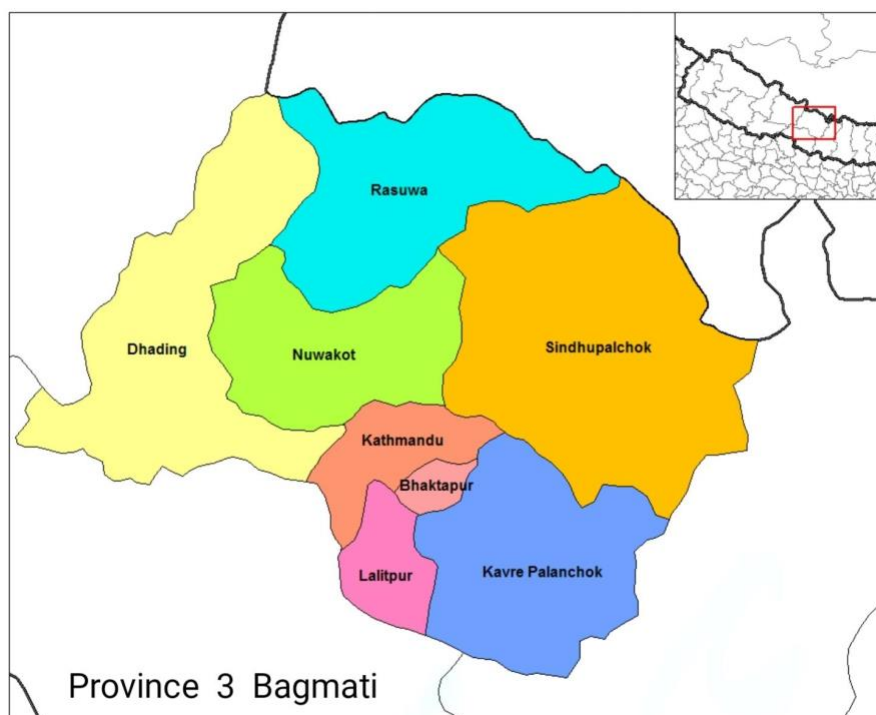 Rasuwa
Dhading
Nuwakot
Sindhupalchok
Kathmandu
Bhaktapur
Lalitpur
Kavre Palanchok
Province 3 Bagmati